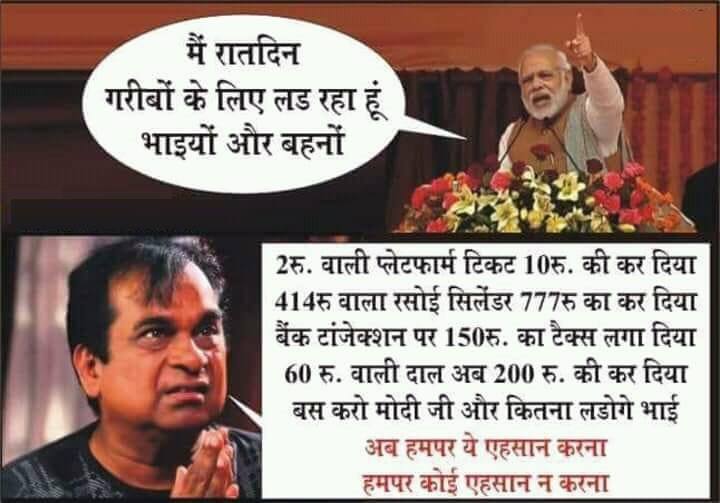 मैं रातदिन
गरीबों के लिए लड रहा हूं
भाइयों और बहनों
2रु. वाली प्लेटफार्म टिकट 10रु. की कर दिया
414रु वाला रसोई सिलेंडर 777रु का कर दिया
बैंक टांजेक्शन पर 150रु. का टैक्स लगा दिया
60 रु. वाली दाल अब 200 रु. की कर दिया
बस करो मोदी जी और कितना लडोगे भाई
अब हमपर ये एहसान करना
हमपर कोई एहसान न करना